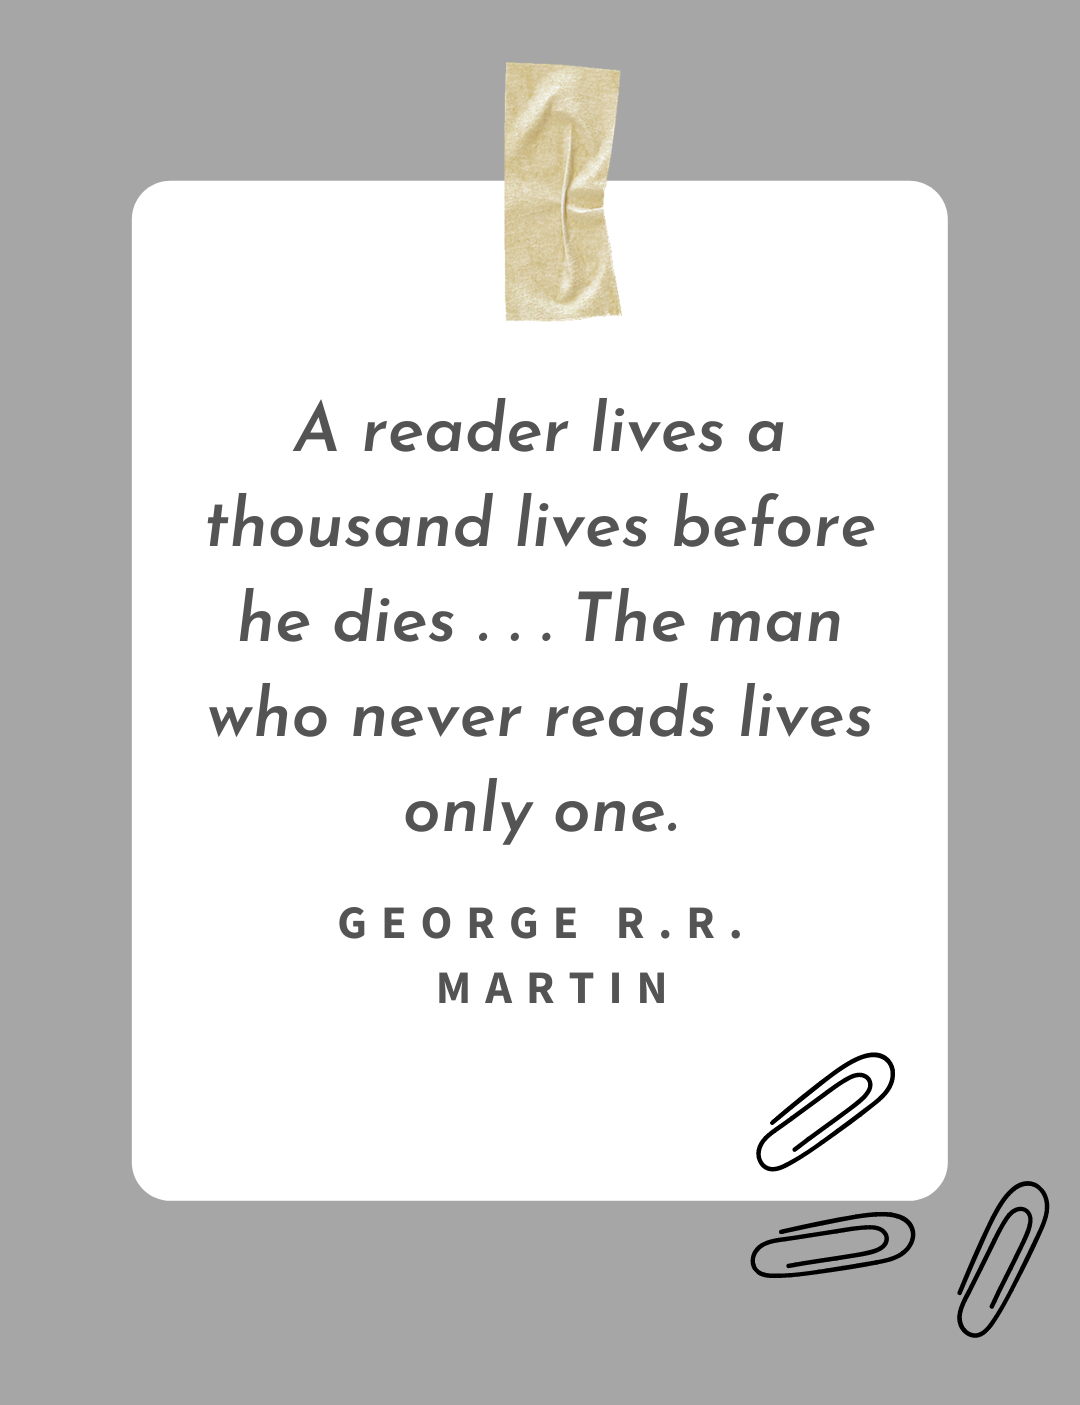 A reader lives a
thousand lives before
he dies . . . The man
who never reads lives
only one.
GEORGE R.R.
MARTIN